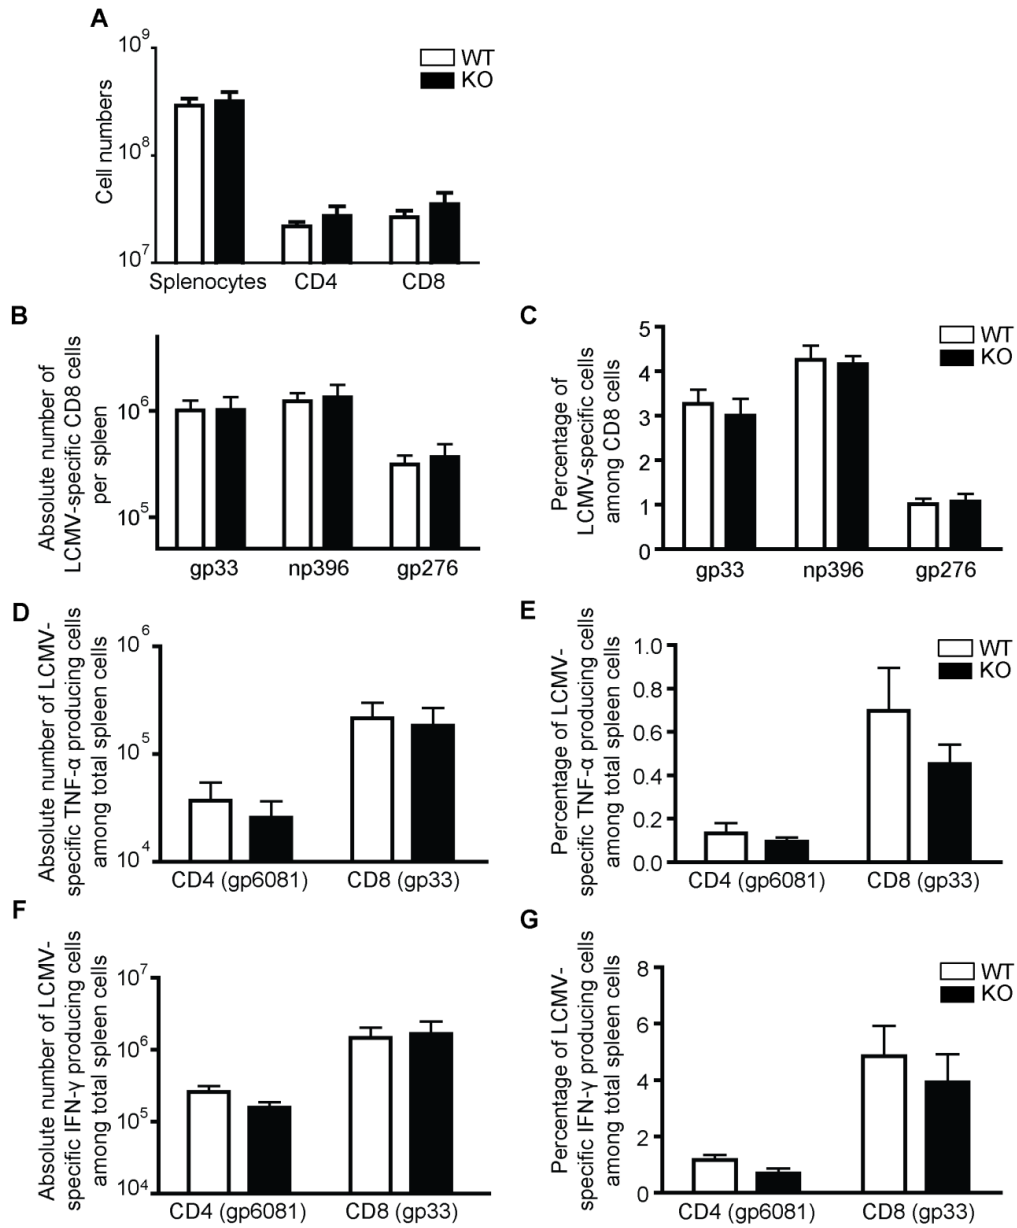 A
10^9
10^8
10^7
Cell numbers
WT
KO
Splenocytes
CD4
CD8
B
Absolute number of
LCMV-specific CD8 cells
per spleen
10^6
10^5
gp33
np396
gp276
C
Percentage of
LCMV-specific cells
among CD8 cells
5
4
3
2
1
0
WT
KO
gp33
np396
gp276
D
Absolute number of LCMV-
specific TNF-α producing cells
among total spleen cells
10^6
10^5
10^4
CD4 (gp6081)
CD8 (gp33)
E
Percentage of LCMV-
specific TNF-α producing cells
among total spleen cells
1.0
0.8
0.6
0.4
0.2
0.0
WT
KO
CD4 (gp6081)
CD8 (gp33)
F
Absolute number of LCMV-
specific IFN-γ producing cells
among total spleen cells
10^7
10^6
10^5
10^4
CD4 (gp6081)
CD8 (gp33)
G
Percentage of LCMV-
specific IFN-γ producing cells
among total spleen cells
8
6
4
2
0
WT
KO
CD4 (gp6081)
CD8 (gp33)